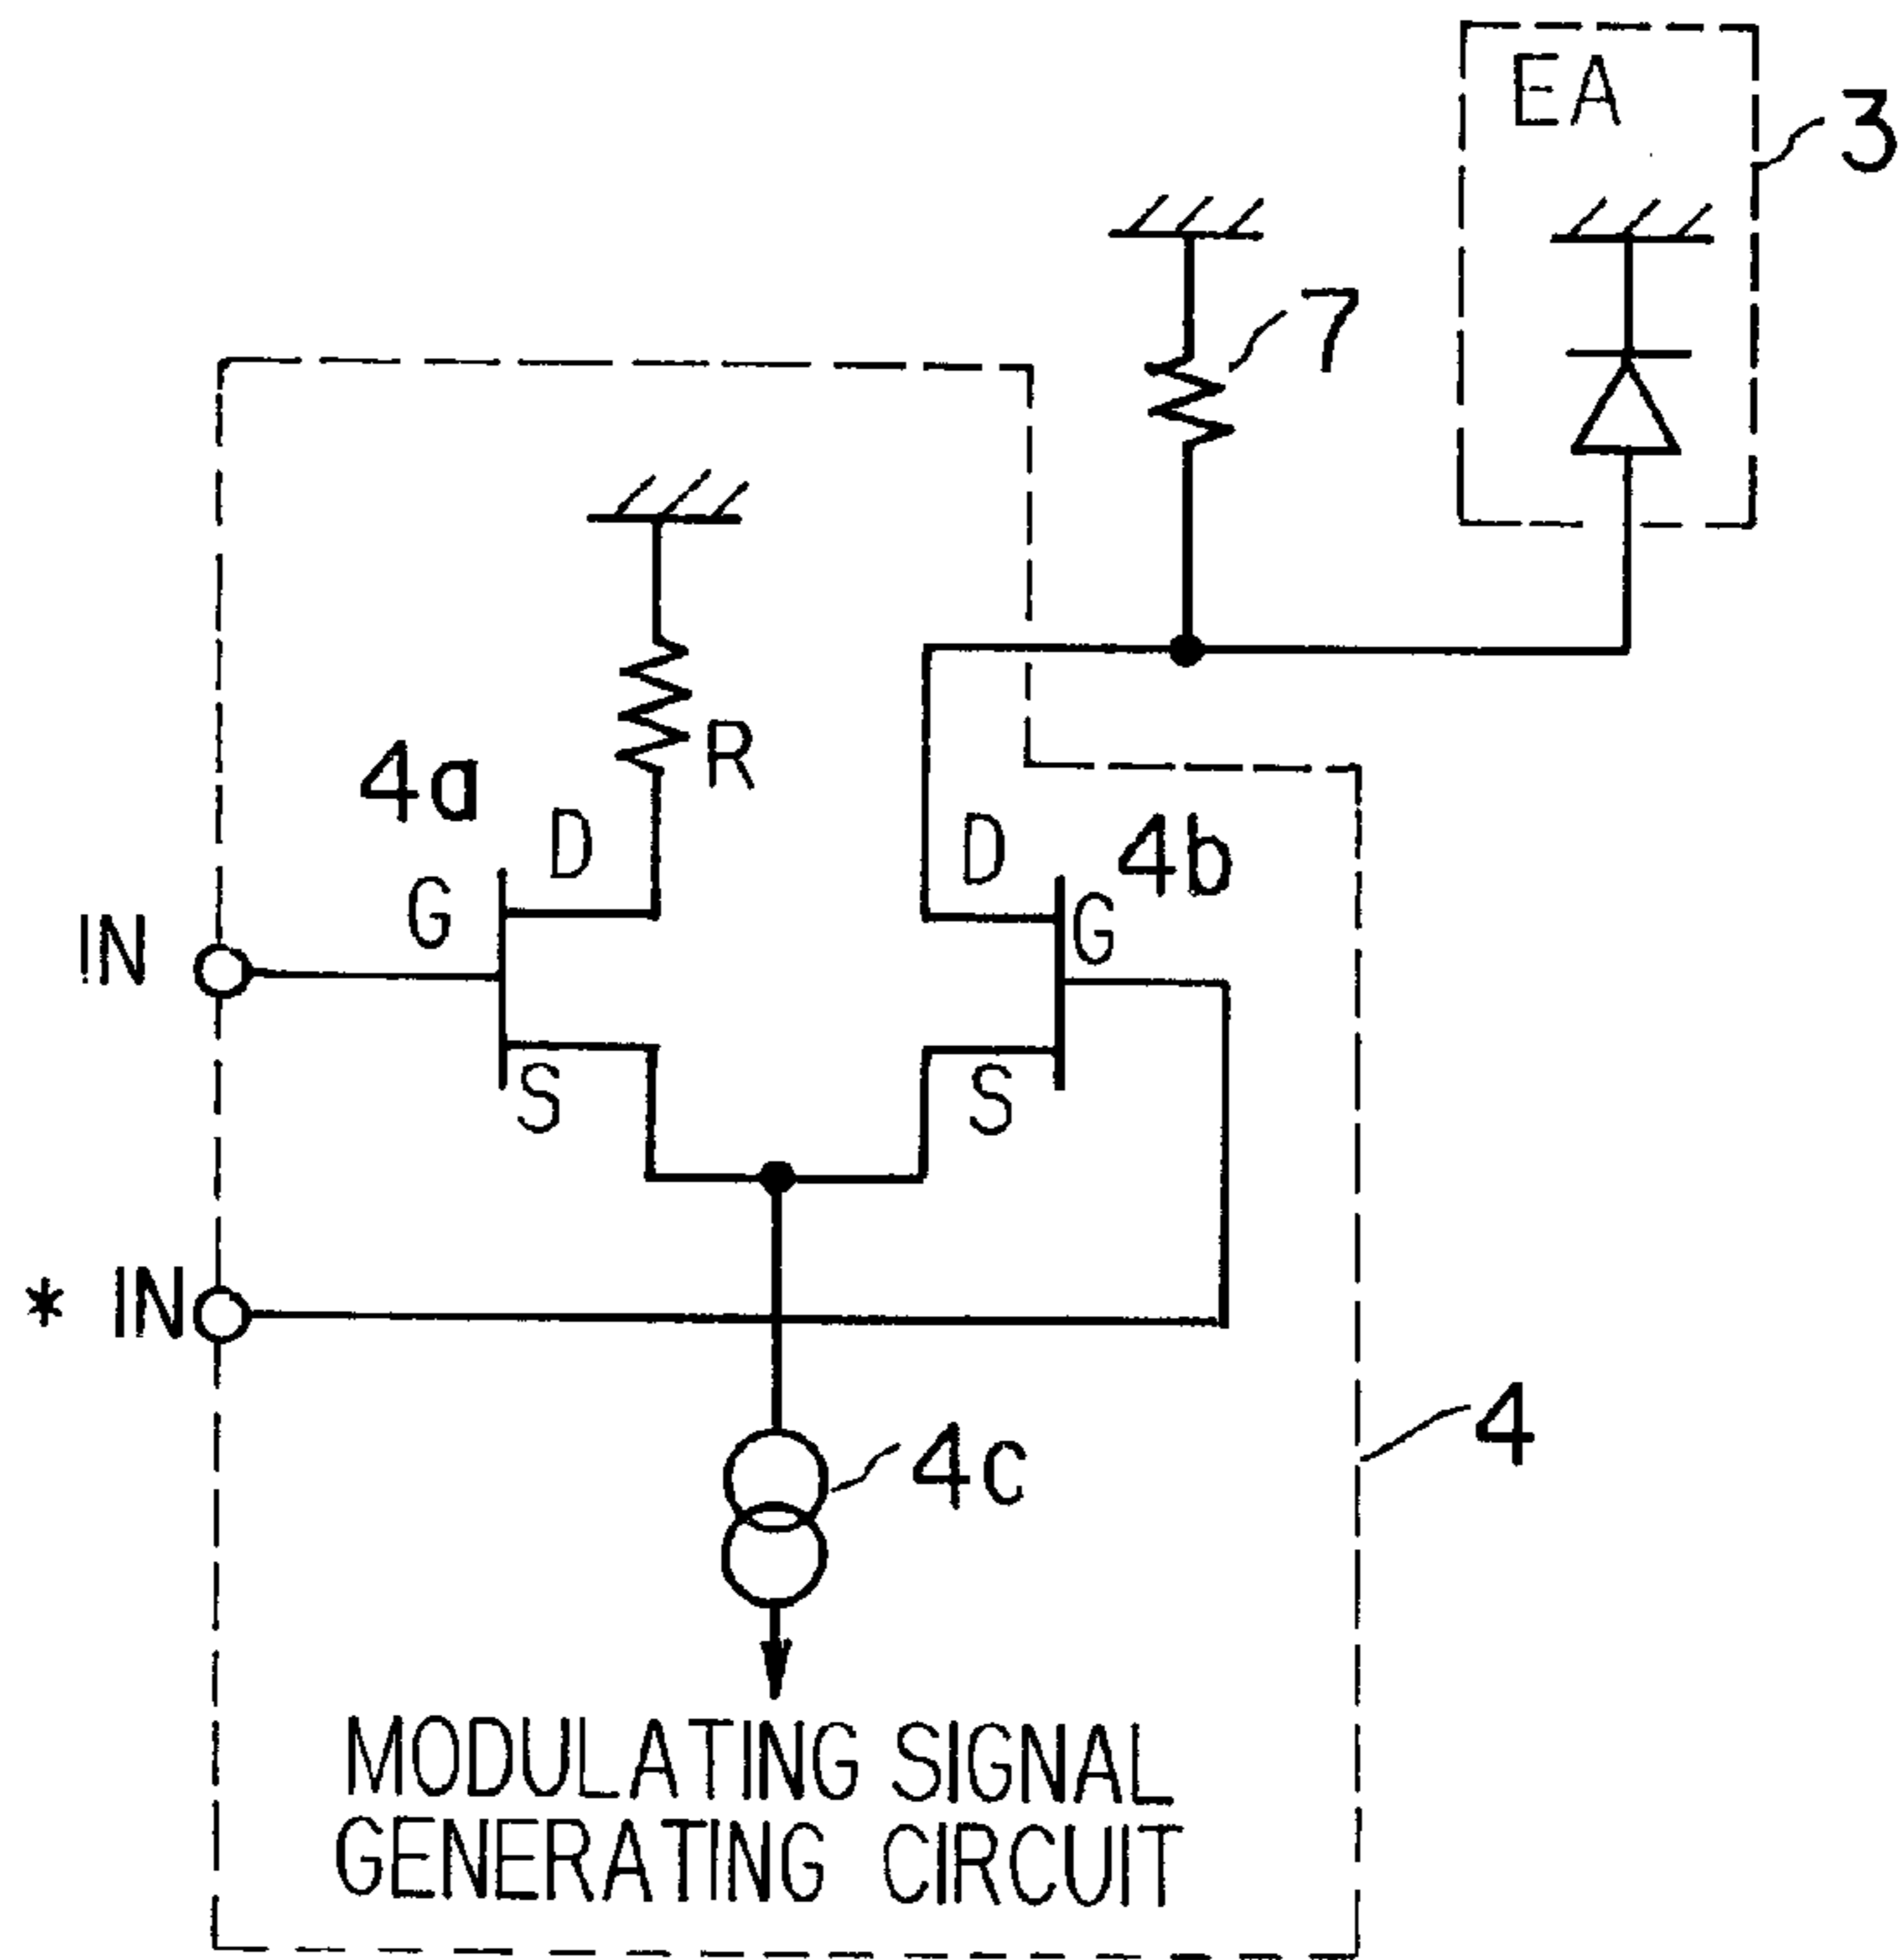 EA
3
7
R
4a
D
D
4b
G
G
IN
S
S
* IN
4
4c
MODULATING SIGNAL
GENERATING CIRCUIT